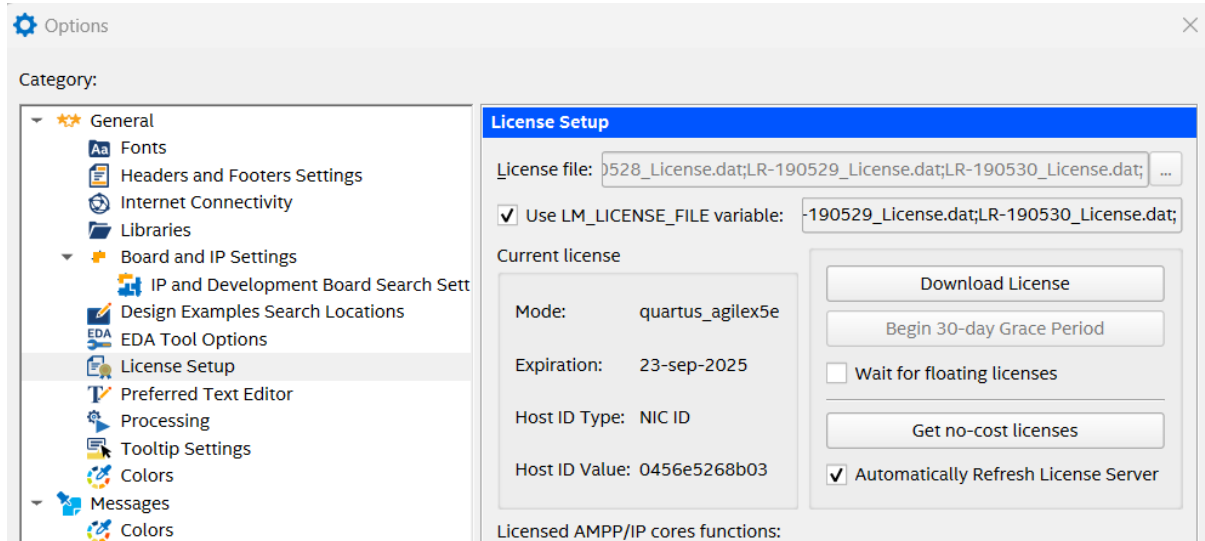 Options
Category:
General
Fonts
Headers and Footers Settings
Internet Connectivity
Libraries
Board and IP Settings
IP and Development Board Search Sett
Design Examples Search Locations
EDA EDA Tool Options
License Setup
Preferred Text Editor
Processing
Tooltip Settings
Colors
Messages
Colors
License Setup
License file: 0528_License.dat;LR-190529_License.dat;LR-190530_License.dat; ...
Use LM_LICENSE_FILE variable: -190529_License.dat;LR-190530_License.dat;
Current license
Mode: quartus_agilex5e
Expiration: 23-sep-2025
Host ID Type: NIC ID
Host ID Value: 0456e5268b03
Download License
Begin 30-day Grace Period
Wait for floating licenses
Get no-cost licenses
Automatically Refresh License Server
Licensed AMPP/IP cores functions: